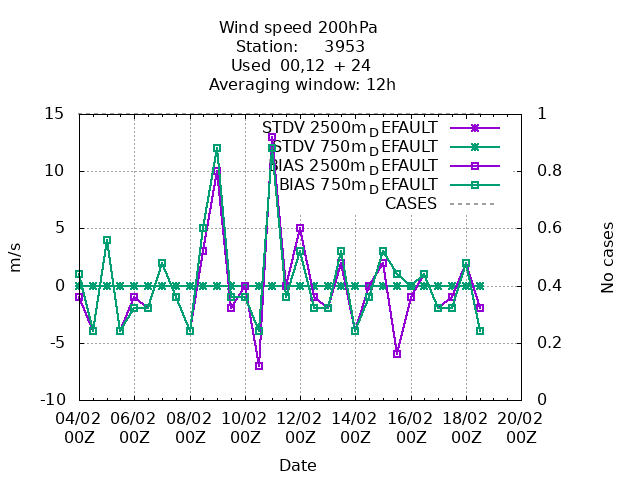 Wind speed 200hPa
Station: 3953
Used 00,12 + 24
Averaging window: 12h
STDV 2500m_DEFAULT
STDV 750m_DEFAULT
BIAS 2500m_DEFAULT
BIAS 750m_DEFAULT
CASES
15
10
5
0
-5
-10
m/s
1
0.8
0.6
0.4
0.2
0
No cases
04/02 06/02 08/02 10/02 12/02 14/02 16/02 18/02 20/02
00Z 00Z 00Z 00Z 00Z 00Z 00Z 00Z 00Z
Date